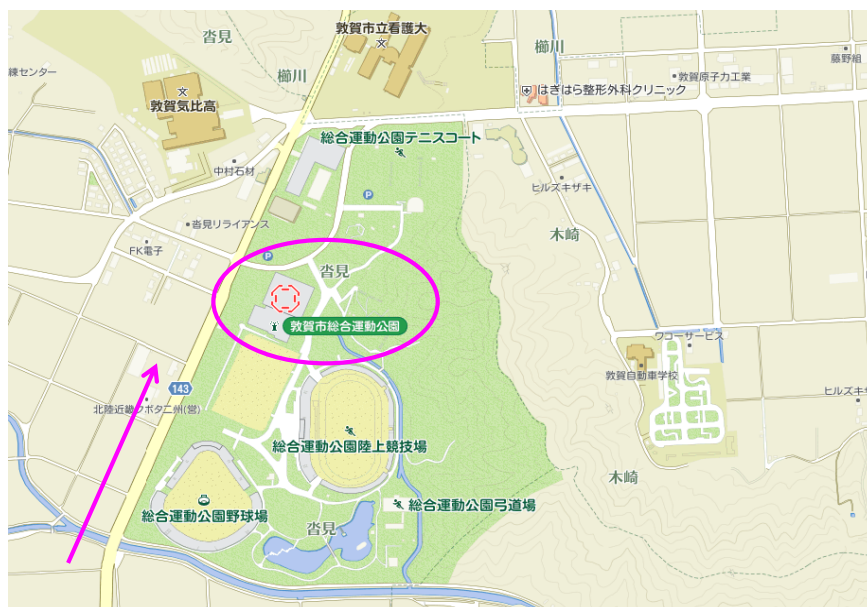 敦賀市立看護大
沓見
櫛川
櫛川
藤野組
練センター
敦賀原子力工業
はぎはら整形外科クリニック
敦賀気比高
総合運動公園テニスコート
中村石材
P
ヒルズキザキ
沓見リライアンス
木崎
FK電子
P
沓見
敦賀市総合運動公園
ワコーサービス
敦賀自動車学校
143
ヒルズキザ
北陸近畿クボタ二州(営)
総合運動公園陸上競技場
木崎
総合運動公園弓道場
総合運動公園野球場
沓見